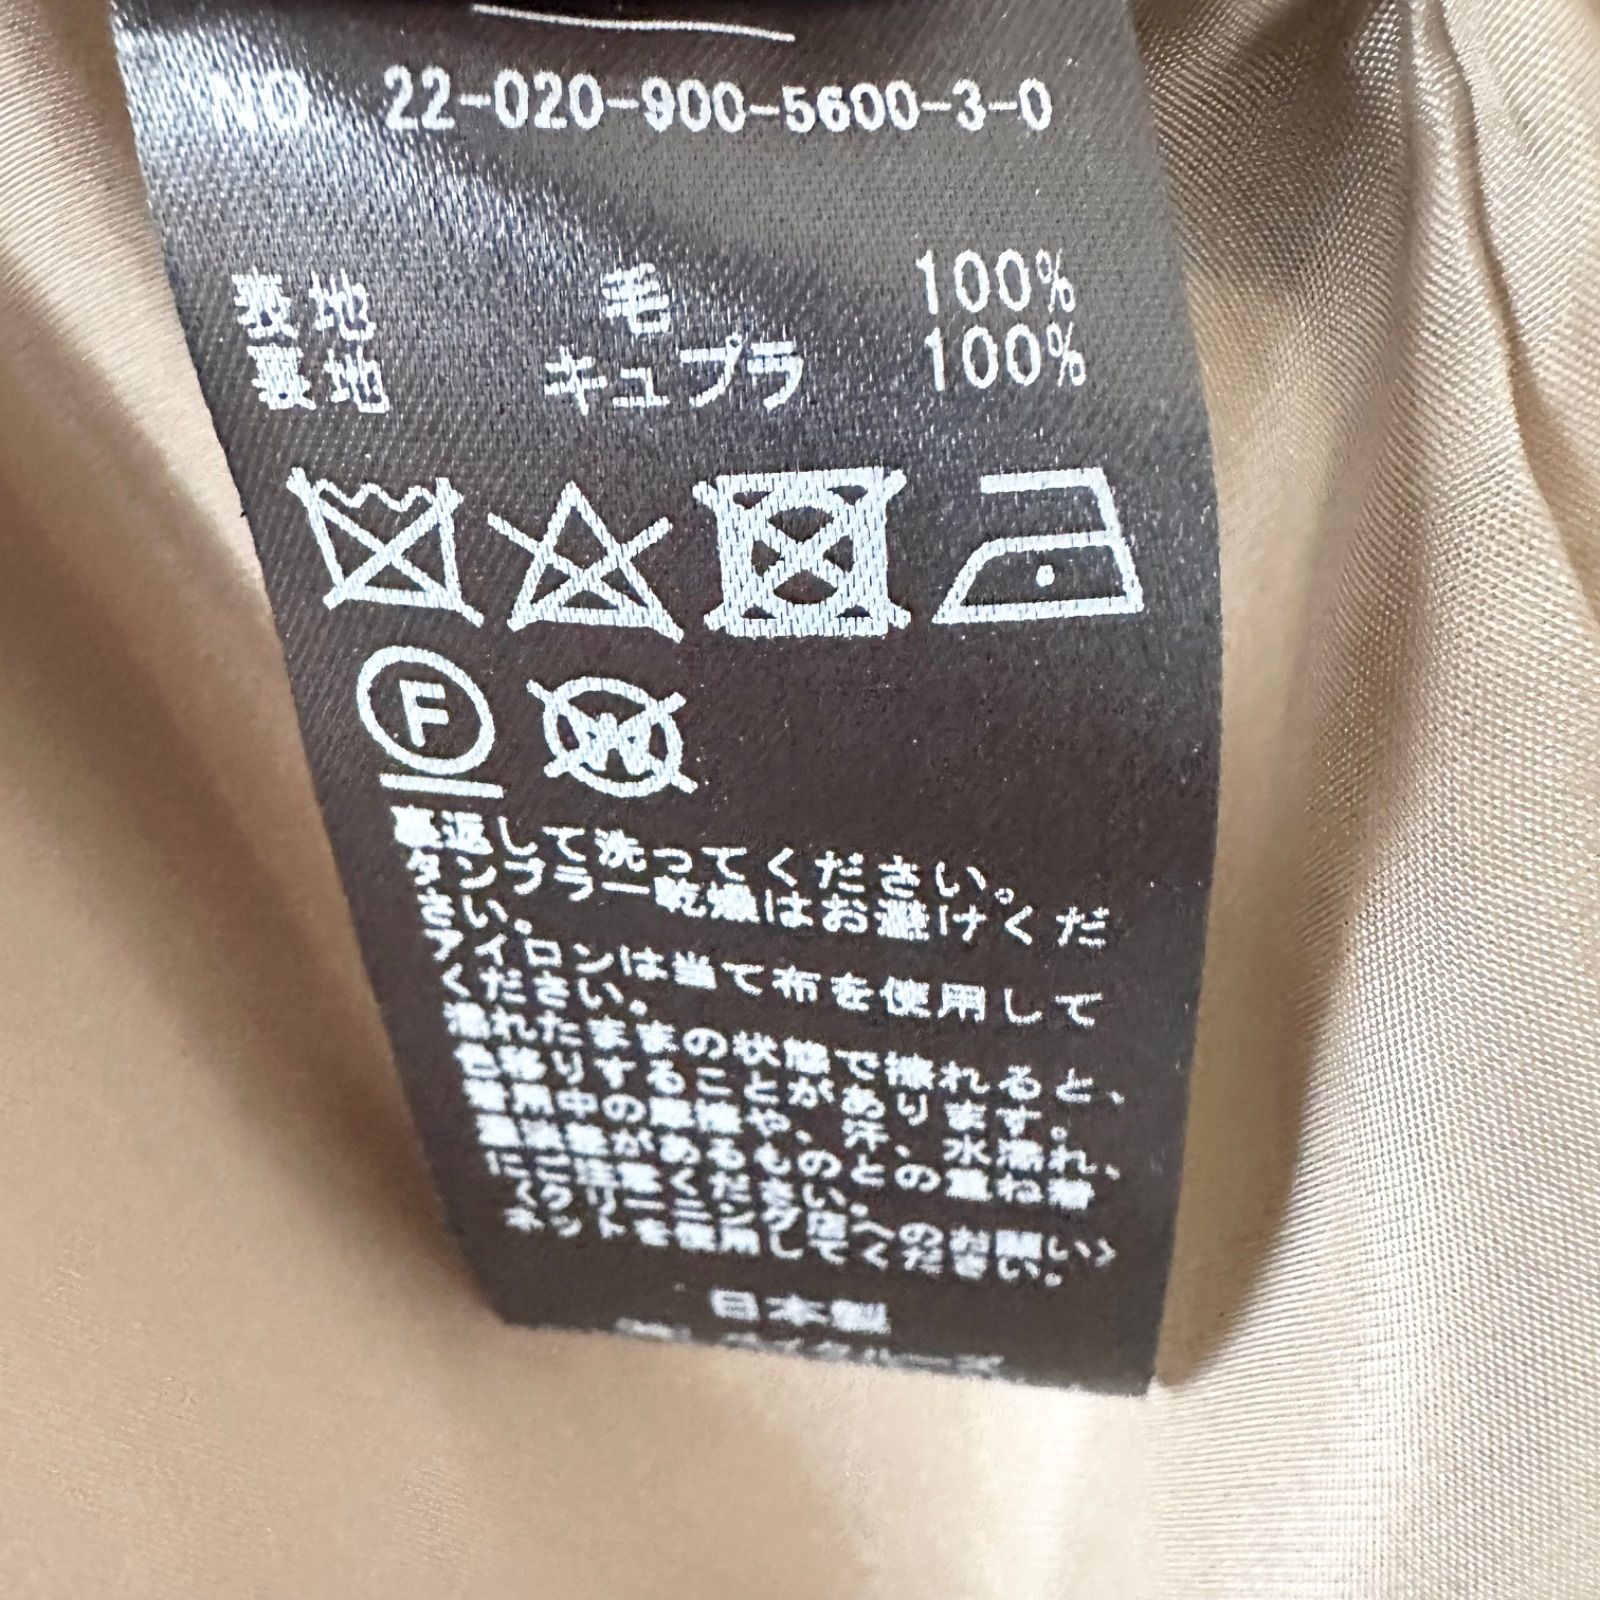 NO 22-020-900-5600-3-0
表地 毛 100%
裏地 キュプラ 100%
F
W
裏返して洗ってください。
タンブラー乾燥はお避けくだ
さい。
アイロンは当て布を使用して
ください。
濡れたままの状態で擦れると、
色移りすることがあります。
着用中の摩擦や、汗、水濡れ、
淡色のものとの重ね着
にご注意ください。
<クリーニング店へのお願い>
ネットを使用してください。
日本製